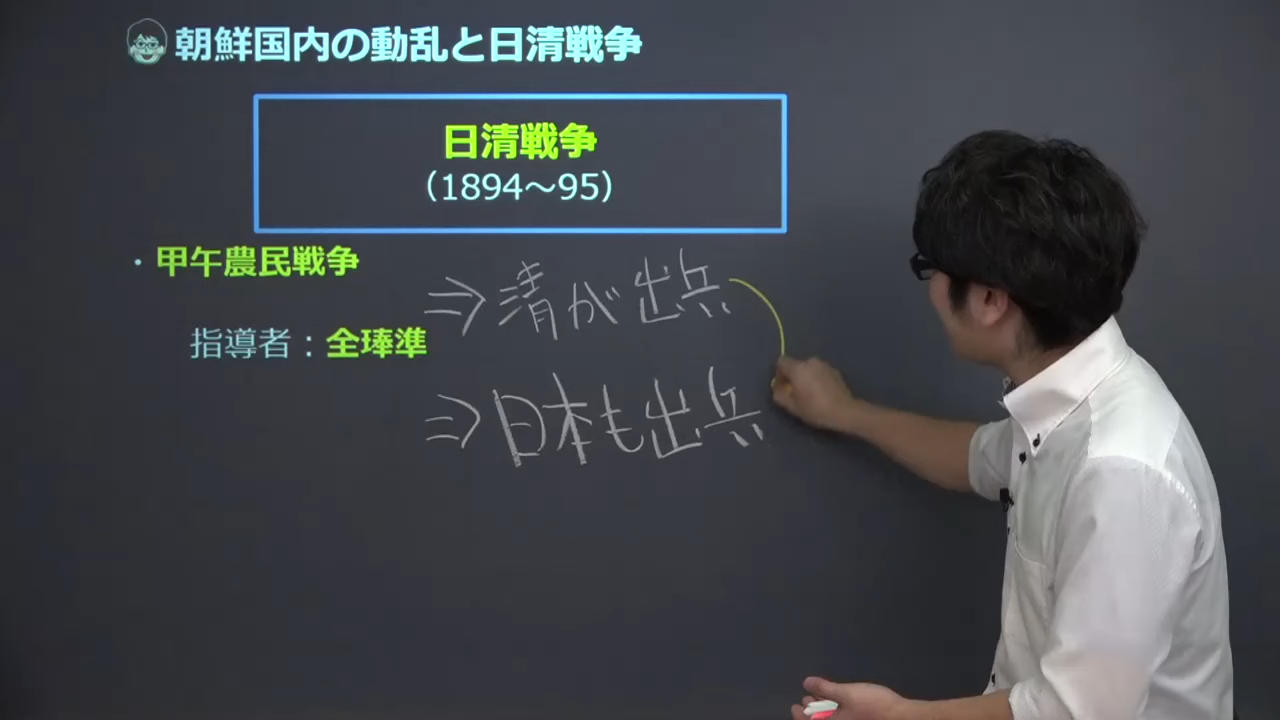 朝鮮国内の動乱と日清戦争
日清戦争
（1894～95）
・甲午農民戦争
⇒清が出兵
指導者：全琫準
⇒日本も出兵